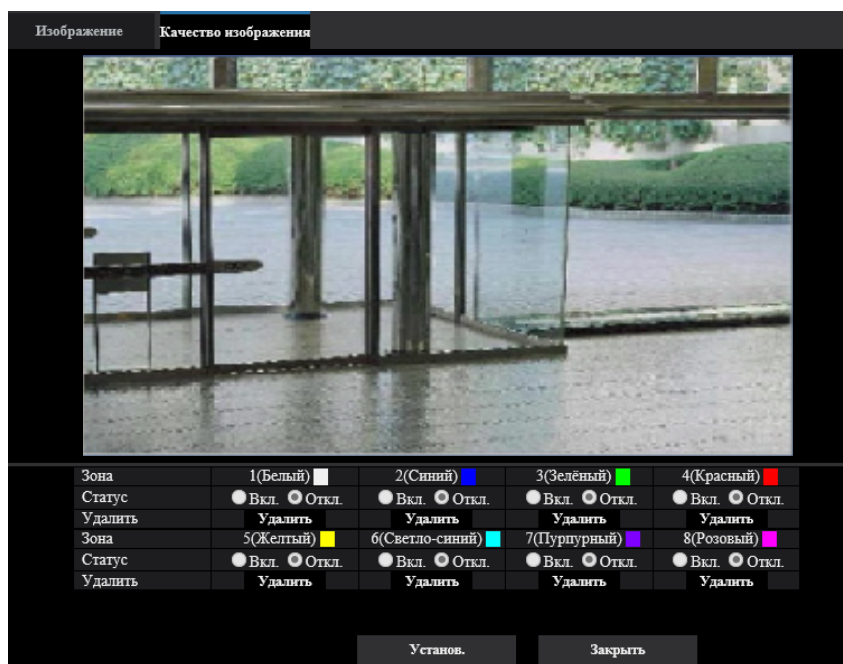 Изображение Качество изображения
Зона 1(Белый) 2(Синий) 3(Зелёный) 4(Красный)
Статус Вкл. Откл. Вкл. Откл. Вкл. Откл. Вкл. Откл.
Удалить Удалить Удалить Удалить Удалить
Зона 5(Желтый) 6(Светло-синий) 7(Пурпурный) 8(Розовый)
Статус Вкл. Откл. Вкл. Откл. Вкл. Откл. Вкл. Откл.
Удалить Удалить Удалить Удалить Удалить
Установ. Закрыть